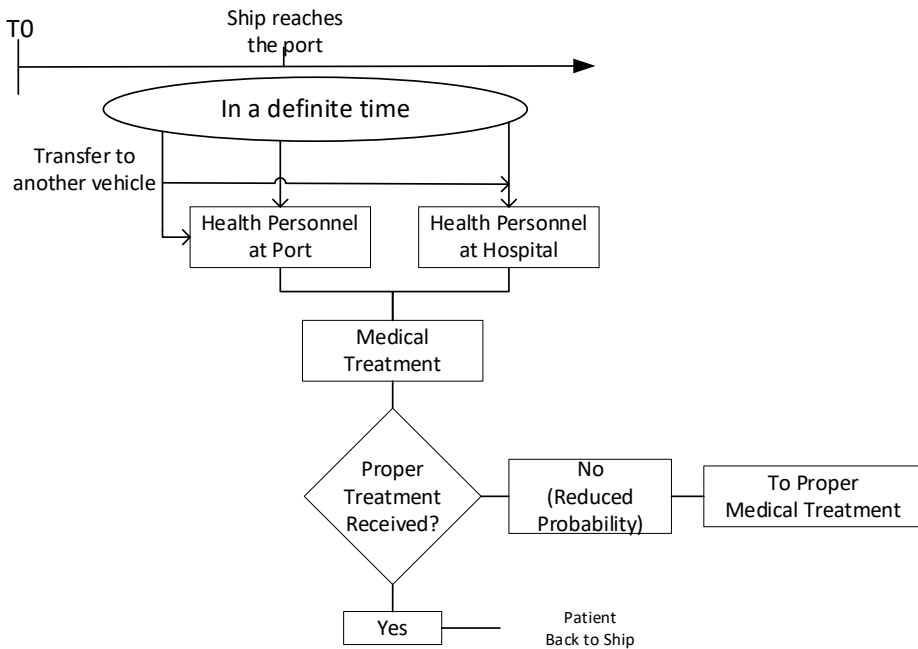 T0
Ship reaches
the port
In a definite time
Transfer to
another vehicle
Health Personnel
at Port
Health Personnel
at Hospital
Medical
Treatment
Proper
Treatment
Received?
No
(Reduced
Probability)
To Proper
Medical Treatment
Yes
Patient
Back to Ship